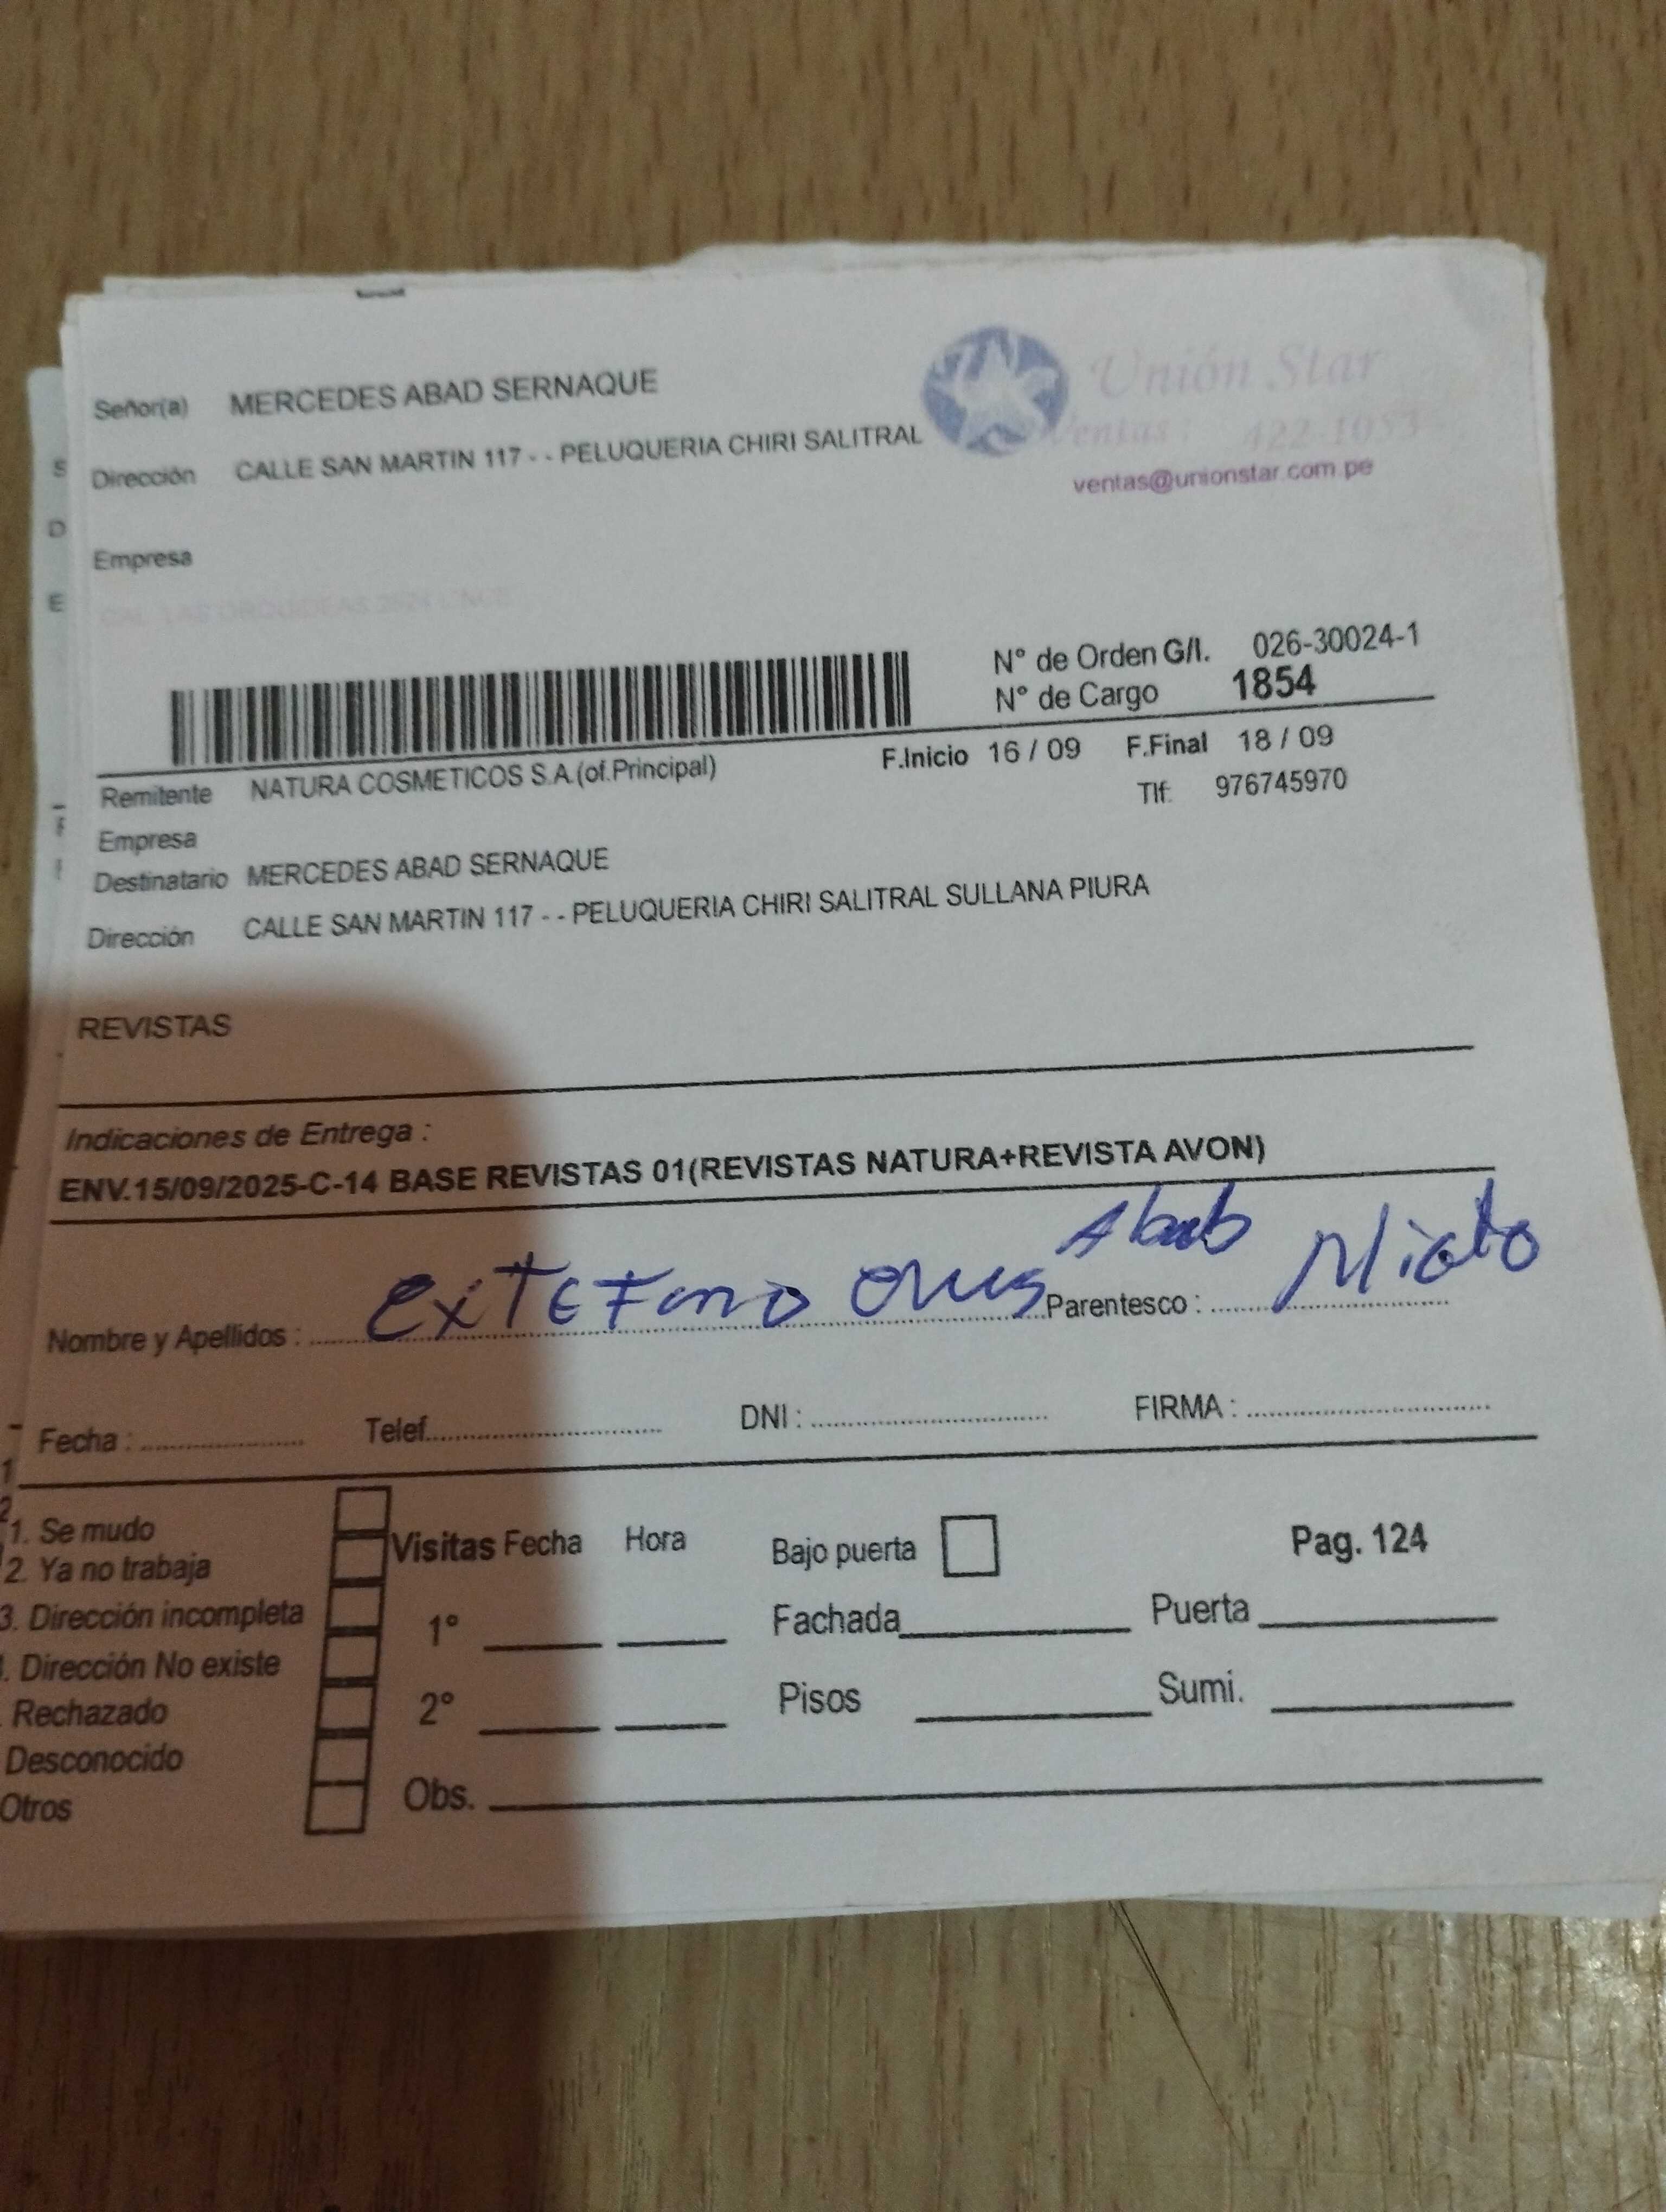 Señor(a) MERCEDES ABAD SERNAQUE
Unión Star
Dirección CALLE SAN MARTIN 117 - - PELUQUERIA CHIRI SALITRAL
Ventas: 422-1053
ventas@unionstar.com.pe
Empresa
N° de Orden G/I. 026-30024-1
N° de Cargo 1854
F.Inicio 16 / 09 F.Final 18 / 09
Remitente NATURA COSMETICOS S.A.(of.Principal)
Tlf: 976745970
Empresa
Destinatario MERCEDES ABAD SERNAQUE
Dirección CALLE SAN MARTIN 117 - - PELUQUERIA CHIRI SALITRAL SULLANA PIURA
REVISTAS
Indicaciones de Entrega :
ENV.15/09/2025-C-14 BASE REVISTAS 01(REVISTAS NATURA+REVISTA AVON)
Nombre y Apellidos : Abab Parentesco : Nieto
Fecha : Telef. DNI : FIRMA :
1. Se mudo
2. Ya no trabaja
3. Dirección incompleta
. Dirección No existe
. Rechazado
Desconocido
Otros
Visitas Fecha Hora
1°
2°
Obs.
Bajo puerta Pag. 124
Fachada Puerta
Pisos Sumi.